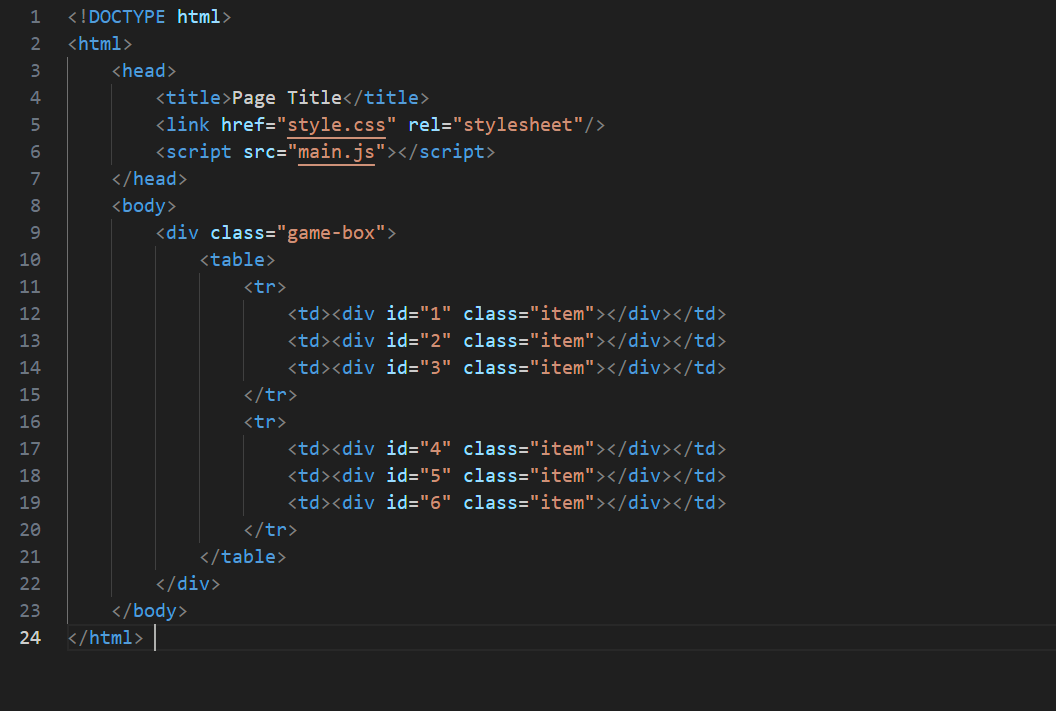 1 <!DOCTYPE html>
2 <html>
3     <head>
4         <title>Page Title</title>
5         <link href="style.css" rel="stylesheet"/>
6         <script src="main.js"></script>
7     </head>
8     <body>
9         <div class="game-box">
10             <table>
11                 <tr>
12                     <td><div id="1" class="item"></div></td>
13                     <td><div id="2" class="item"></div></td>
14                     <td><div id="3" class="item"></div></td>
15                 </tr>
16                 <tr>
17                     <td><div id="4" class="item"></div></td>
18                     <td><div id="5" class="item"></div></td>
19                     <td><div id="6" class="item"></div></td>
20                 </tr>
21             </table>
22         </div>
23     </body>
24 </html>